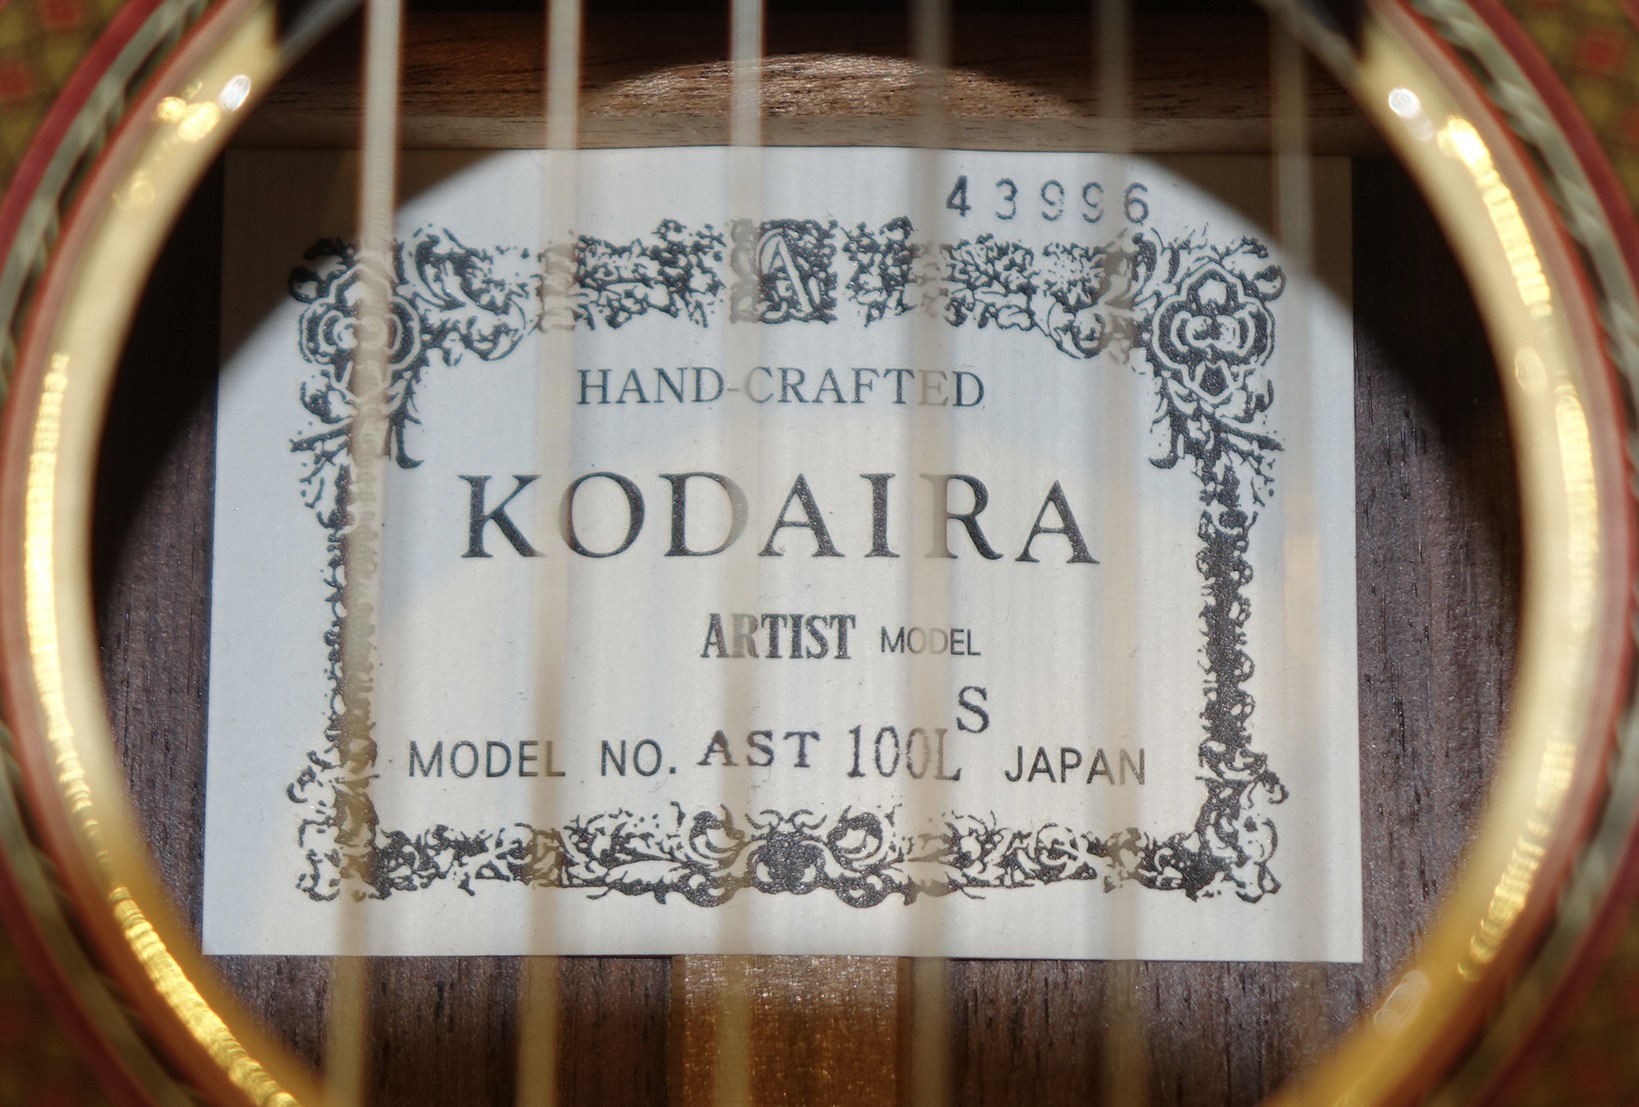 43996
A
HAND-CRAFTED
KODAIRA
ARTIST MODEL
S
MODEL NO. AST 100L JAPAN